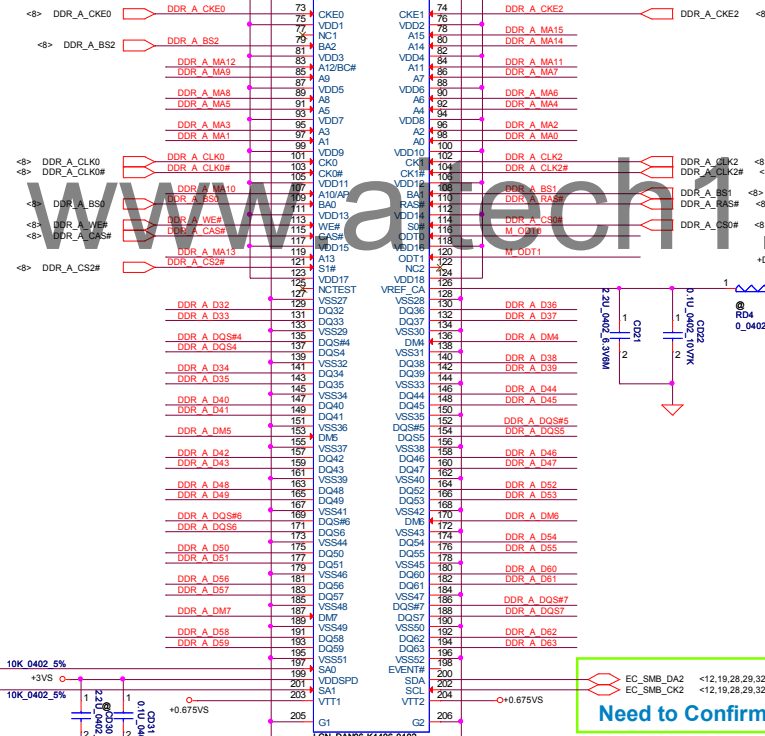 <8> DDR_A_CKE0 DDR_A_CKE0 73 CKE0 CKE1 74 DDR_A_CKE2 DDR_A_CKE2 <8
75 VDD1 VDD2 76
77 NC1 A15 78 DDR_A_MA15
<8> DDR_A_BS2 DDR_A_BS2 79 BA2 A14 80 DDR_A_MA14
81 VDD3 VDD4 82
DDR_A_MA12 83 A12/BC# A11 84 DDR_A_MA11
DDR_A_MA9 85 A9 A7 86 DDR_A_MA7
87 VDD5 VDD6 88
DDR_A_MA8 89 A8 A6 90 DDR_A_MA6
DDR_A_MA5 91 A5 A4 92 DDR_A_MA4
93 VDD7 VDD8 94
DDR_A_MA3 95 A3 A2 96 DDR_A_MA2
DDR_A_MA1 97 A1 A0 98 DDR_A_MA0
99 VDD9 VDD10 100
<8> DDR_A_CLK0 DDR_A_CLK0 101 CK0 CK1 102 DDR_A_CLK2 DDR_A_CLK2 <8
<8> DDR_A_CLK0# DDR_A_CLK0# 103 CK0# CK1# 104 DDR_A_CLK2# DDR_A_CLK2# <8
105 VDD11 VDD12 106
DDR_A_MA10 107 A10/AP BA1 108 DDR_A_BS1 DDR_A_BS1 <8>
<8> DDR_A_BS0 DDR_A_BS0 109 BA0 RAS# 110 DDR_A_RAS# DDR_A_RAS# <8
111 VDD13 VDD14 112
<8> DDR_A_WE# DDR_A_WE# 113 WE# S0# 114 DDR_A_CS0# DDR_A_CS0# <8
<8> DDR_A_CAS# DDR_A_CAS# 115 CAS# ODT0 116 M_ODT0
117 VDD15 VDD16 118
DDR_A_MA13 119 A13 ODT1 120 M_ODT1
<8> DDR_A_CS2# DDR_A_CS2# 121 S1# NC2 122
123 VDD17 VDD18 124
125 NCTEST VREF_CA 126
127 VSS27 VSS28 128
DDR_A_D32 129 DQ32 DQ36 130 DDR_A_D36
DDR_A_D33 131 DQ33 DQ37 132 DDR_A_D37
133 VSS29 VSS30 134
DDR_A_DQS#4 135 DQS#4 DM4 136 DDR_A_DM4
DDR_A_DQS4 137 DQS4 VSS31 138
139 VSS32 DQ38 140 DDR_A_D38
DDR_A_D34 141 DQ34 DQ39 142 DDR_A_D39
DDR_A_D35 143 DQ35 VSS33 144
145 VSS34 DQ44 146 DDR_A_D44
DDR_A_D40 147 DQ40 DQ45 148 DDR_A_D45
DDR_A_D41 149 DQ41 VSS35 150
151 VSS36 DQS#5 152 DDR_A_DQS#5
DDR_A_DM5 153 DM5 DQS5 154 DDR_A_DQS5
155 VSS37 VSS38 156
DDR_A_D42 157 DQ42 DQ46 158 DDR_A_D46
DDR_A_D43 159 DQ43 DQ47 160 DDR_A_D47
161 VSS39 VSS40 162
DDR_A_D48 163 DQ48 DQ52 164 DDR_A_D52
DDR_A_D49 165 DQ49 DQ53 166 DDR_A_D53
167 VSS41 VSS42 168
DDR_A_DQS#6 169 DQS#6 DM6 170 DDR_A_DM6
DDR_A_DQS6 171 DQS6 VSS43 172
173 VSS44 DQ54 174 DDR_A_D54
DDR_A_D50 175 DQ50 DQ55 176 DDR_A_D55
DDR_A_D51 177 DQ51 VSS45 178
179 VSS46 DQ60 180 DDR_A_D60
DDR_A_D56 181 DQ56 DQ61 182 DDR_A_D61
DDR_A_D57 183 DQ57 VSS47 184
185 VSS48 DQS#7 186 DDR_A_DQS#7
DDR_A_DM7 187 DM7 DQS7 188 DDR_A_DQS7
189 VSS49 VSS50 190
DDR_A_D58 191 DQ58 DQ62 192 DDR_A_D62
DDR_A_D59 193 DQ59 DQ63 194 DDR_A_D63
195 VSS51 VSS52 196
10K_0402_5% 197 SA0 EVENT# 198
+3VS 199 VDDSPD SDA 200 EC_SMB_DA2 <12,19,28,29,32
10K_0402_5% 201 SA1 SCL 202 EC_SMB_CK2 <12,19,28,29,32
+0.675VS 203 VTT1 VTT2 204 +0.675VS
205 G1 G2 206
www.aitech1
2.2U_0402_6.3V6M
1 CD21 2
0.1U_0402_10V7K
1 CD22 2
1
@
RD4
0_0402
Need to Confirm
2.2U_0402
1 @CD30 2
0.1U_04
1 CD31 2